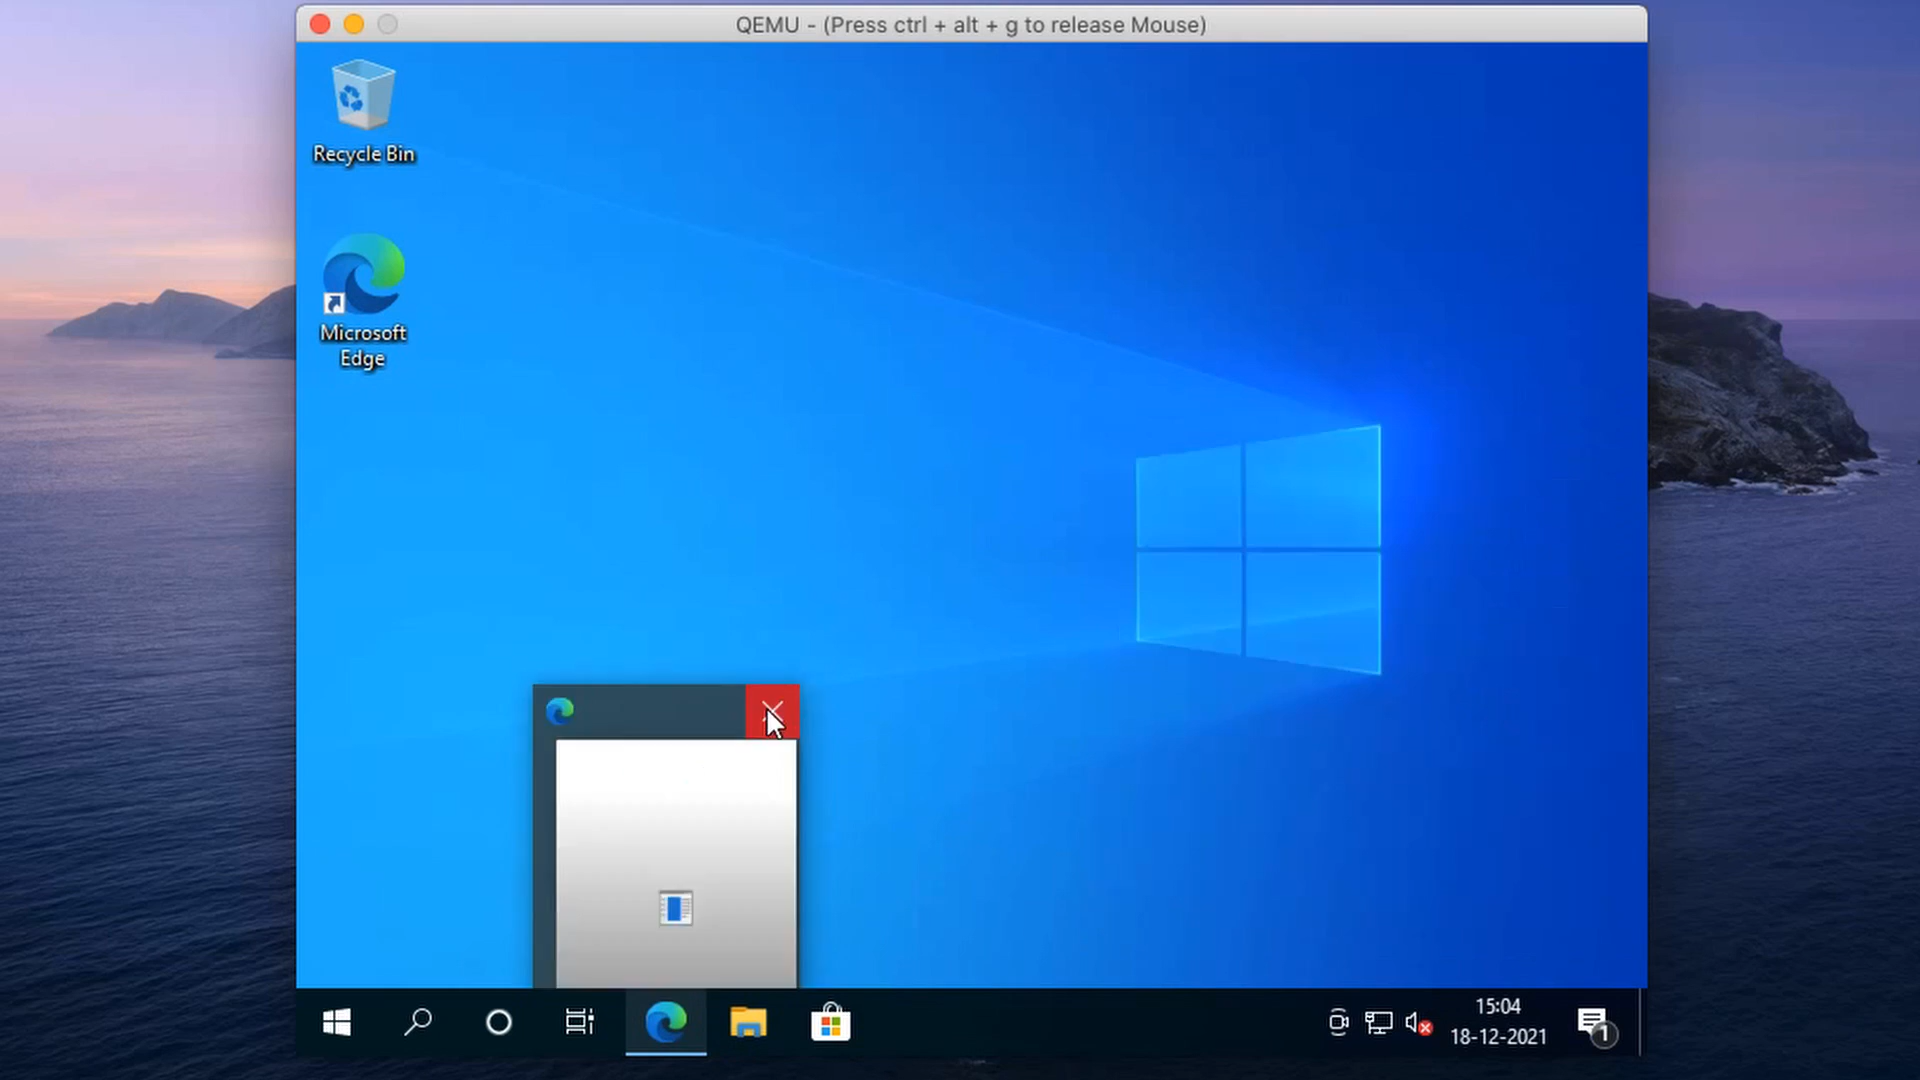 QEMU - (Press ctrl + alt + g to release Mouse)
Recycle Bin
Microsoft
Edge
15:04
18-12-2021
1